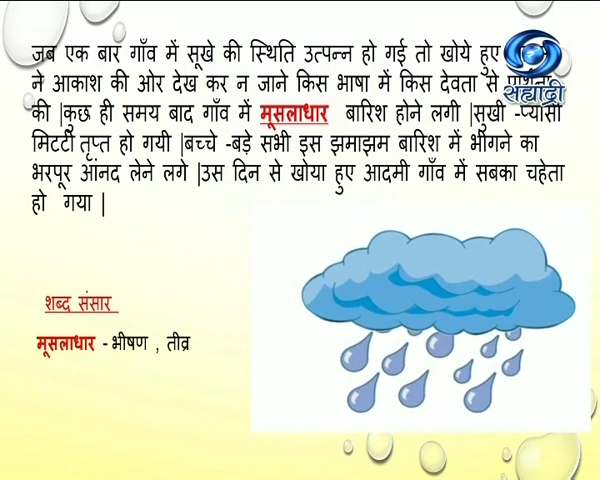 जब एक बार गाँव में सूखे की स्थिति उत्पन्न हो गई तो खोये हुए
ने आकाश की ओर देख कर न जाने किस भाषा में किस देवता से
की |कुछ ही समय बाद गाँव में मूसलाधार बारिश होने लगी |सुखी -प्यासी
मिटटी तृप्त हो गयी |बच्चे -बड़े सभी इस झमाझम बारिश में भीगने का
भरपूर आंनद लेने लगे |उस दिन से खोया हुए आदमी गाँव में सबका चहेता
हो गया |
सह्याद्री
शब्द संसार
मूसलाधार - भीषण , तीव्र